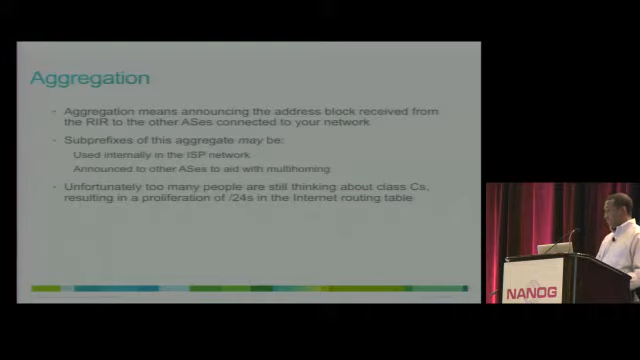 Aggregation
- Aggregation means announcing the address block received from
the RIR to the other ASes connected to your network
- Subprefixes of this aggregate may be:
Used internally in the ISP network
Announced to other ASes to aid with multihoming
- Unfortunately too many people are still thinking about class Cs,
resulting in a proliferation of /24s in the Internet routing table
NANOG